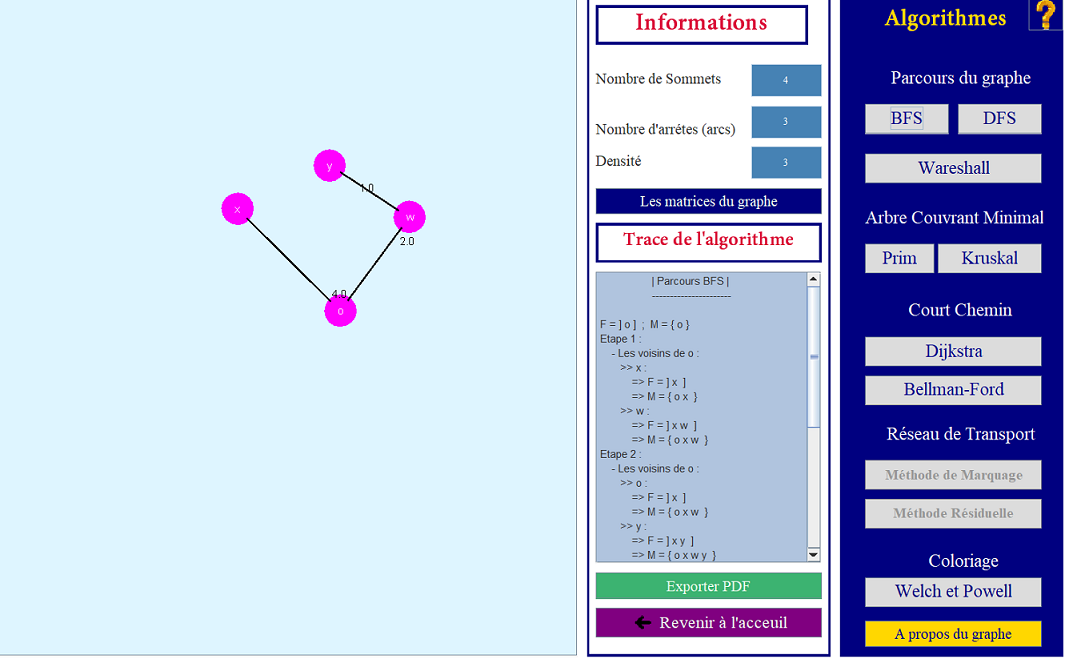 y
1.0
x
w
2.0
4.0
o
Informations
Nombre de Sommets
4
Nombre d'arrétes (arcs)
3
Densité
3
Les matrices du graphe
Trace de l'algorithme
| Parcours BFS |
----------------------
F = ] o ] ; M = { o }
Etape 1 :
- Les voisins de o :
>> x :
=> F = ] x ]
=> M = { o x }
>> w :
=> F = ] x w ]
=> M = { o x w }
Etape 2 :
- Les voisins de o :
>> o :
=> F = ] x ]
=> M = { o x w }
>> y :
=> F = ] x y ]
=> M = { o x w y }
Exporter PDF
Revenir à l'acceuil
Algorithmes
?
Parcours du graphe
BFS DFS
Wareshall
Arbre Couvrant Minimal
Prim Kruskal
Court Chemin
Dijkstra
Bellman-Ford
Réseau de Transport
Méthode de Marquage
Méthode Résiduelle
Coloriage
Welch et Powell
A propos du graphe